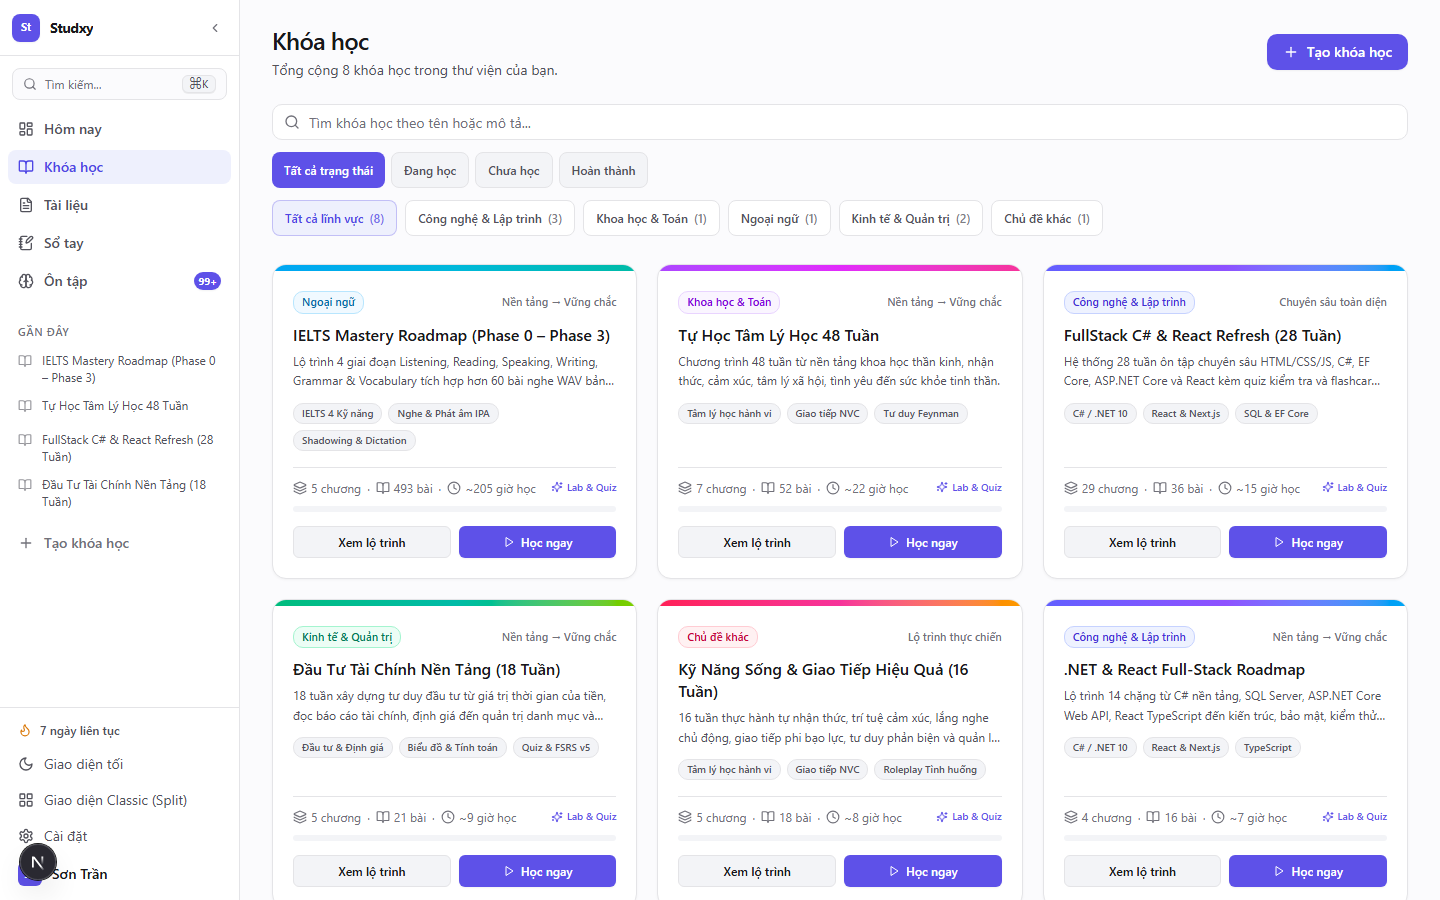 St Studxy
Tìm kiếm... ⌘K
Hôm nay
Khóa học
Tài liệu
Sổ tay
Ôn tập 99+
GẦN ĐÂY
IELTS Mastery Roadmap (Phase 0
– Phase 3)
Tự Học Tâm Lý Học 48 Tuần
FullStack C# & React Refresh (28
Tuần)
Đầu Tư Tài Chính Nền Tảng (18
Tuần)
Tạo khóa học
7 ngày liên tục
Giao diện tối
Giao diện Classic (Split)
Cài đặt
N
Sơn Trần
Khóa học
Tổng cộng 8 khóa học trong thư viện của bạn.
Tạo khóa học
Tìm khóa học theo tên hoặc mô tả...
Tất cả trạng thái Đang học Chưa học Hoàn thành
Tất cả lĩnh vực (8) Công nghệ & Lập trình (3) Khoa học & Toán (1) Ngoại ngữ (1) Kinh tế & Quản trị (2) Chủ đề khác (1)
Ngoại ngữ Nền tảng → Vững chắc
IELTS Mastery Roadmap (Phase 0 – Phase 3)
Lộ trình 4 giai đoạn Listening, Reading, Speaking, Writing,
Grammar & Vocabulary tích hợp hơn 60 bài nghe WAV bản...
IELTS 4 Kỹ năng Nghe & Phát âm IPA
Shadowing & Dictation
5 chương · 493 bài · ~205 giờ học Lab & Quiz
Xem lộ trình Học ngay
Khoa học & Toán Nền tảng → Vững chắc
Tự Học Tâm Lý Học 48 Tuần
Chương trình 48 tuần từ nền tảng khoa học thần kinh, nhận
thức, cảm xúc, tâm lý xã hội, tình yêu đến sức khỏe tinh thần.
Tâm lý học hành vi Giao tiếp NVC Tư duy Feynman
7 chương · 52 bài · ~22 giờ học Lab & Quiz
Xem lộ trình Học ngay
Công nghệ & Lập trình Chuyên sâu toàn diện
FullStack C# & React Refresh (28 Tuần)
Hệ thống 28 tuần ôn tập chuyên sâu HTML/CSS/JS, C#, EF
Core, ASP.NET Core và React kèm quiz kiểm tra và flashcar...
C# / .NET 10 React & Next.js SQL & EF Core
29 chương · 36 bài · ~15 giờ học Lab & Quiz
Xem lộ trình Học ngay
Kinh tế & Quản trị Nền tảng → Vững chắc
Đầu Tư Tài Chính Nền Tảng (18 Tuần)
18 tuần xây dựng tư duy đầu tư từ giá trị thời gian của tiền,
đọc báo cáo tài chính, định giá đến quản trị danh mục và...
Đầu tư & Định giá Biểu đồ & Tính toán Quiz & FSRS v5
5 chương · 21 bài · ~9 giờ học Lab & Quiz
Xem lộ trình Học ngay
Chủ đề khác Lộ trình thực chiến
Kỹ Năng Sống & Giao Tiếp Hiệu Quả (16
Tuần)
16 tuần thực hành tự nhận thức, trí tuệ cảm xúc, lắng nghe
chủ động, giao tiếp phi bạo lực, tư duy phản biện và quản l...
Tâm lý học hành vi Giao tiếp NVC Roleplay Tình huống
5 chương · 18 bài · ~8 giờ học Lab & Quiz
Xem lộ trình Học ngay
Công nghệ & Lập trình Nền tảng → Vững chắc
.NET & React Full-Stack Roadmap
Lộ trình 14 chặng từ C# nền tảng, SQL Server, ASP.NET Core
Web API, React TypeScript đến kiến trúc, bảo mật, kiểm thử...
C# / .NET 10 React & Next.js TypeScript
4 chương · 16 bài · ~7 giờ học Lab & Quiz
Xem lộ trình Học ngay